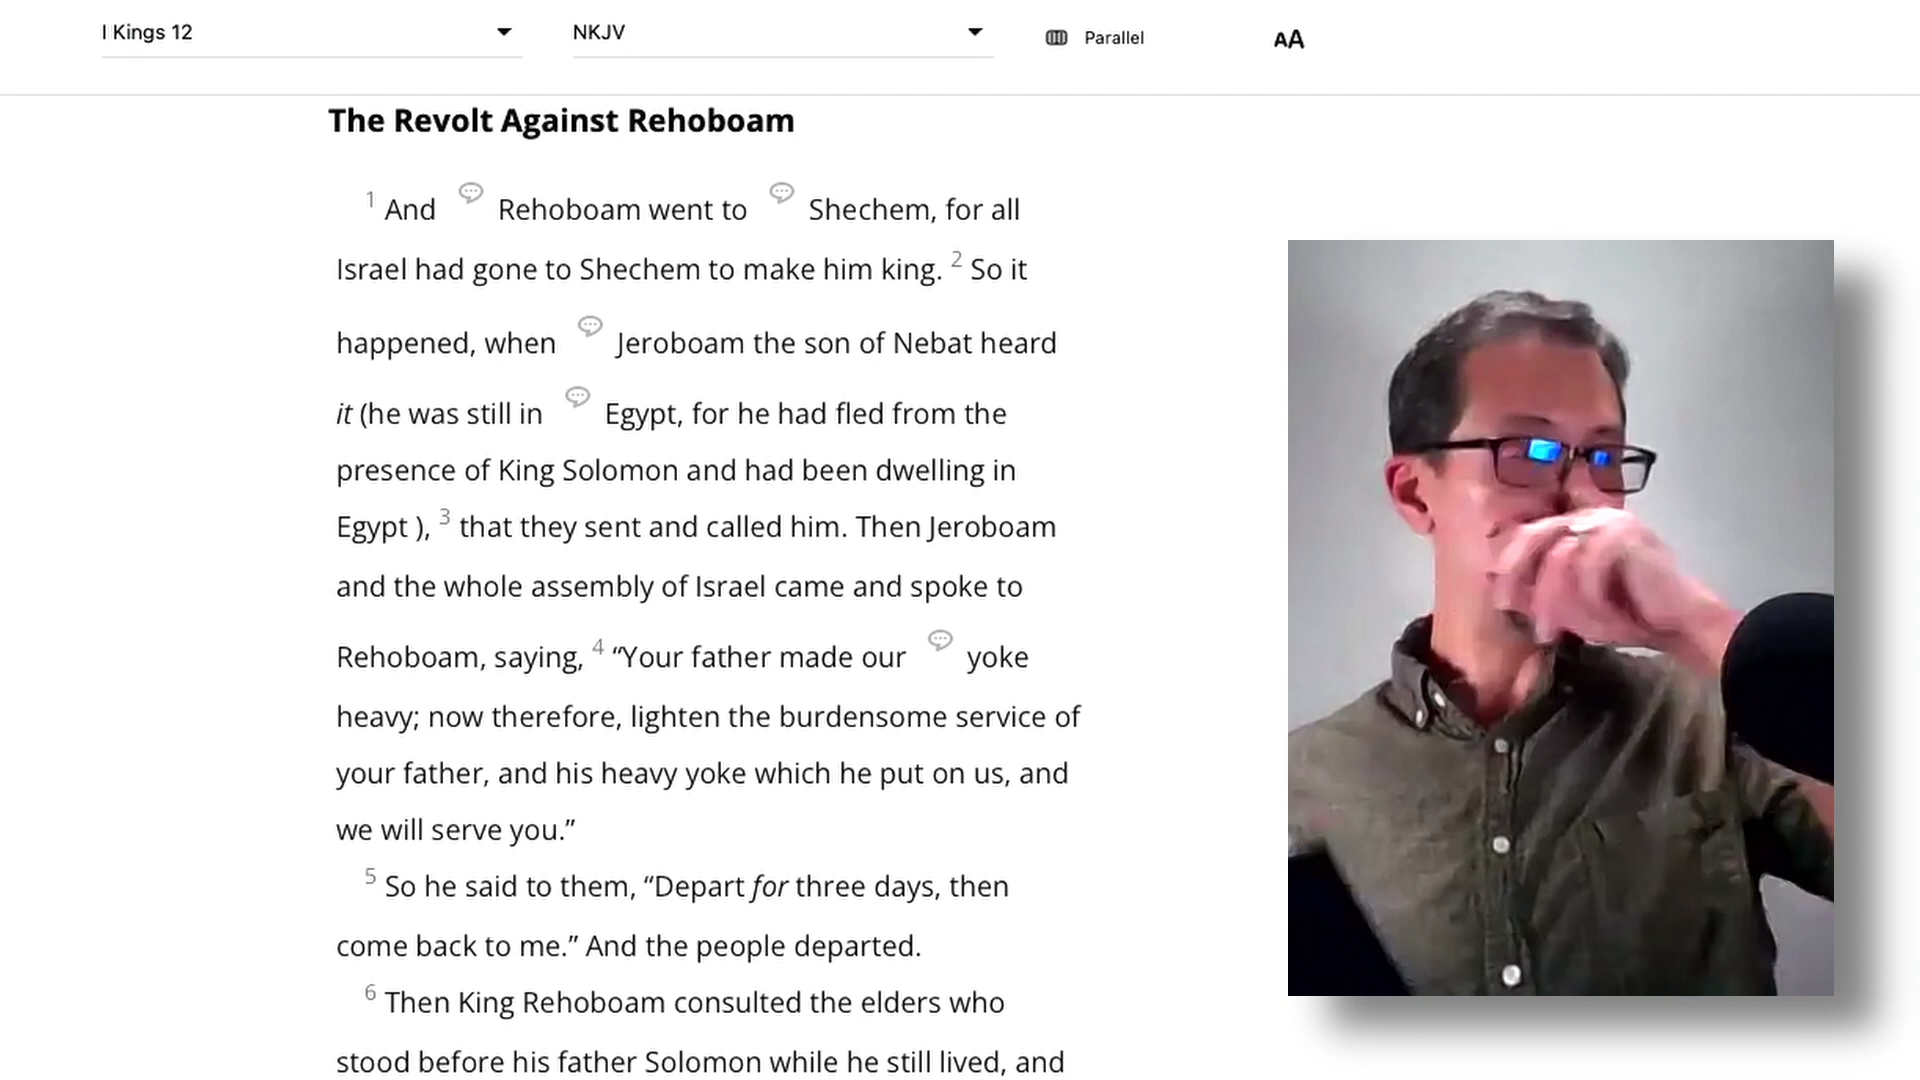 I Kings 12 NKJV Parallel AA
The Revolt Against Rehoboam
1 And Rehoboam went to Shechem, for all
Israel had gone to Shechem to make him king. 2 So it
happened, when Jeroboam the son of Nebat heard
it (he was still in Egypt, for he had fled from the
presence of King Solomon and had been dwelling in
Egypt ), 3 that they sent and called him. Then Jeroboam
and the whole assembly of Israel came and spoke to
Rehoboam, saying, 4 “Your father made our yoke
heavy; now therefore, lighten the burdensome service of
your father, and his heavy yoke which he put on us, and
we will serve you.”
5 So he said to them, “Depart for three days, then
come back to me.” And the people departed.
6 Then King Rehoboam consulted the elders who
stood before his father Solomon while he still lived, and